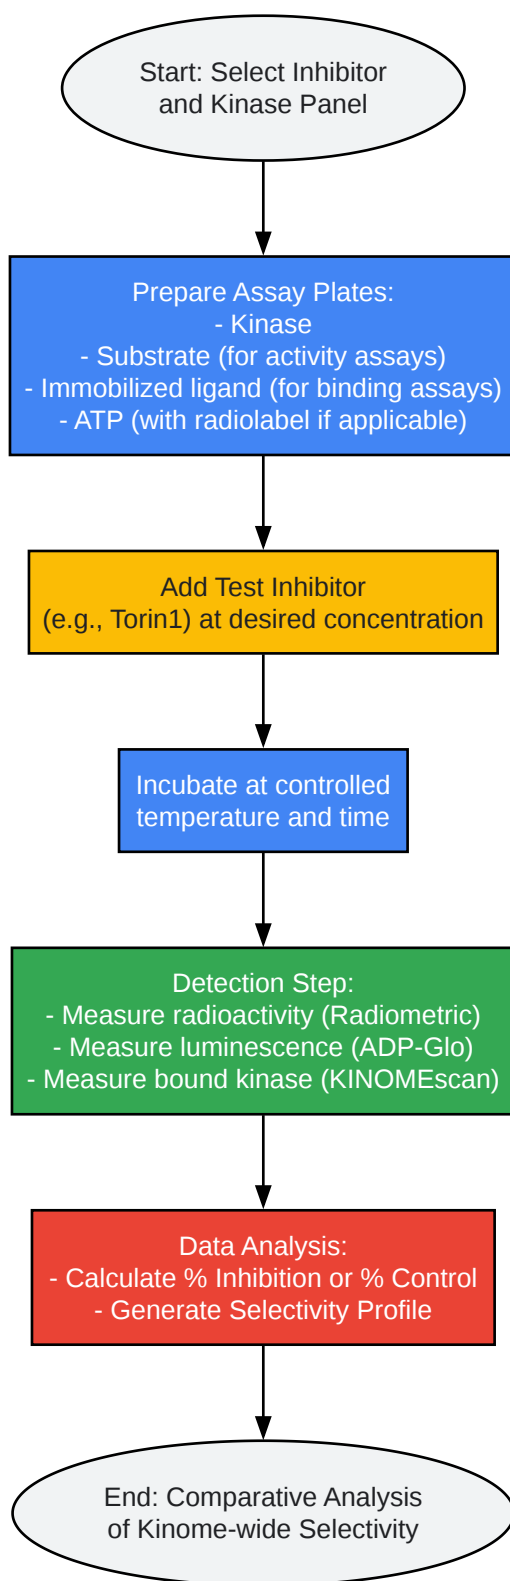 Start: Select Inhibitor
and Kinase Panel
Prepare Assay Plates:
- Kinase
- Substrate (for activity assays)
- Immobilized ligand (for binding assays)
- ATP (with radiolabel if applicable)
Add Test Inhibitor
(e.g., Torin1) at desired concentration
Incubate at controlled
temperature and time
Detection Step:
- Measure radioactivity (Radiometric)
- Measure luminescence (ADP-Glo)
- Measure bound kinase (KINOMEscan)
Data Analysis:
- Calculate % Inhibition or % Control
- Generate Selectivity Profile
End: Comparative Analysis
of Kinome-wide Selectivity